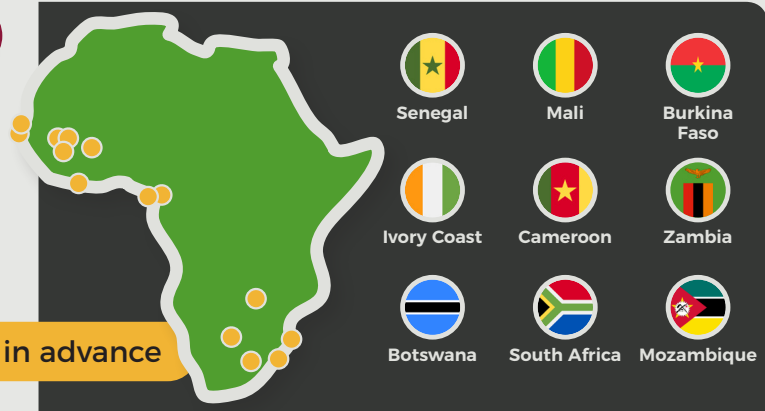 Senegal
Mali
Burkina
Faso
Ivory Coast
Cameroon
Zambia
in advance
Botswana
South Africa
Mozambique